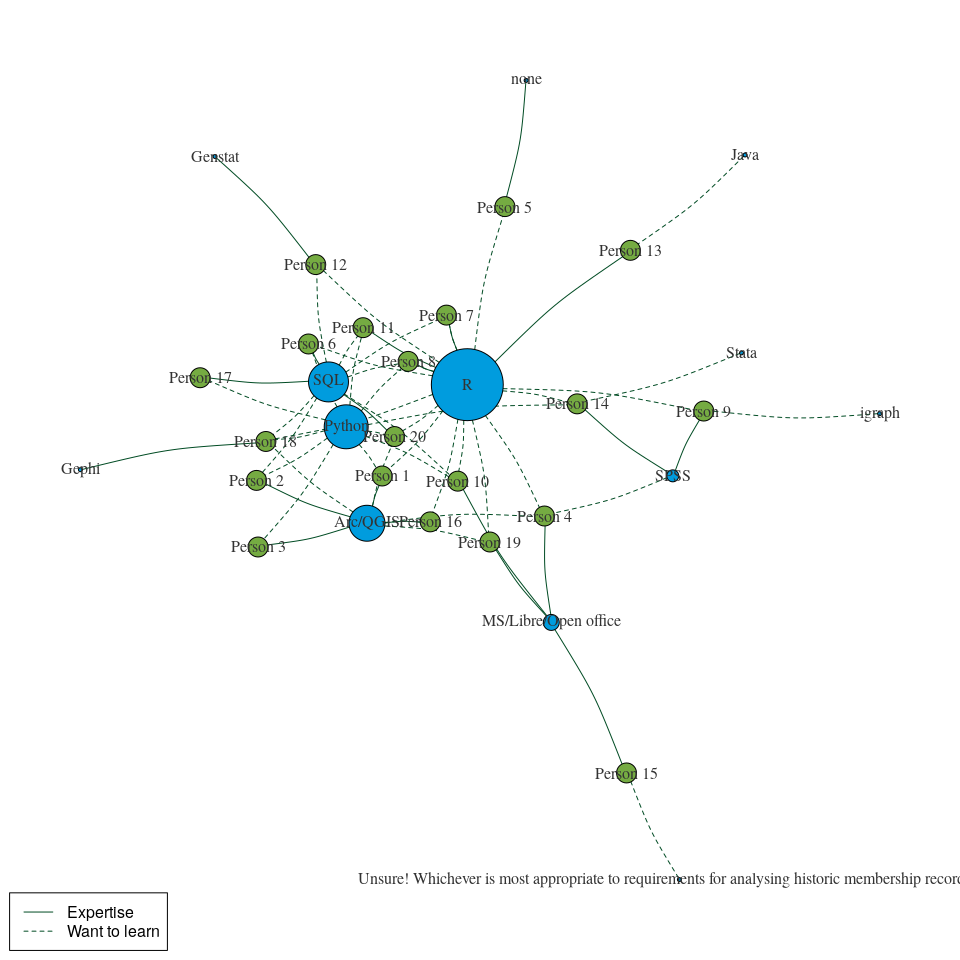 none
Genstat
Java
Person 5
Person 13
Person 12
Person 7
Person 11
Person 6
Stata
Person 8
Person 17
SQL
R
Person 14
Person 9
igraph
Python
Person 20
Person 18
Gephi
Person 1
SPSS
Person 2
Person 10
Person 4
Arc/QGIS
Person 16
Person 19
Person 3
MS/Libre/Open office
Person 15
Unsure! Whichever is most appropriate to requirements for analysing historic membership recor
Expertise
Want to learn